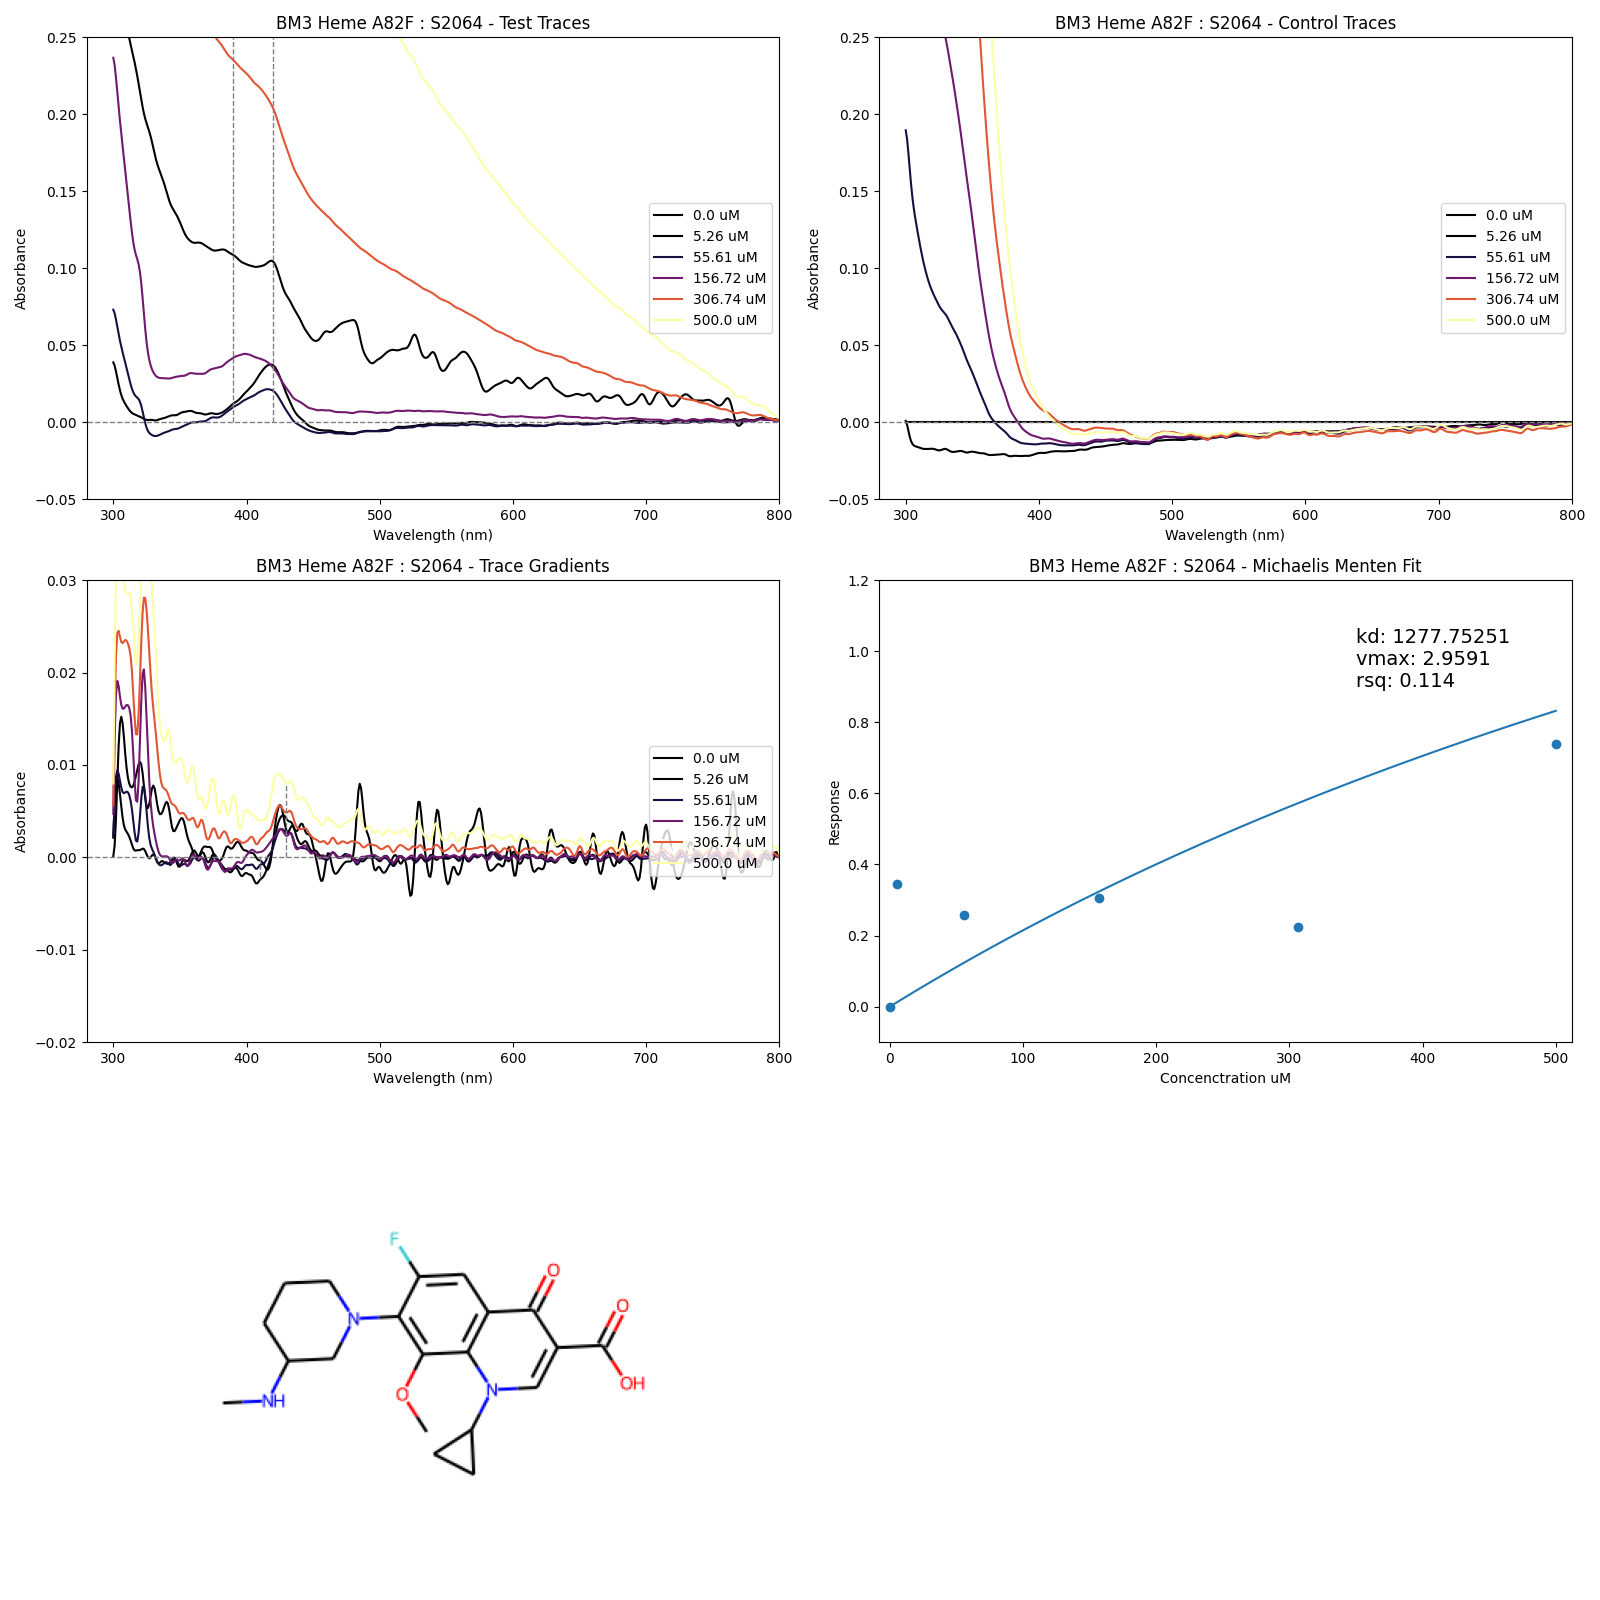 BM3 Heme A82F : S2064 - Test Traces
0.25
0.20
0.15
0.10
0.05
0.00
−0.05
Absorbance
300 400 500 600 700 800
Wavelength (nm)
0.0 uM
5.26 uM
55.61 uM
156.72 uM
306.74 uM
500.0 uM
BM3 Heme A82F : S2064 - Control Traces
0.25
0.20
0.15
0.10
0.05
0.00
−0.05
Absorbance
300 400 500 600 700 800
Wavelength (nm)
0.0 uM
5.26 uM
55.61 uM
156.72 uM
306.74 uM
500.0 uM
BM3 Heme A82F : S2064 - Trace Gradients
0.03
0.02
0.01
0.00
−0.01
−0.02
Absorbance
300 400 500 600 700 800
Wavelength (nm)
0.0 uM
5.26 uM
55.61 uM
156.72 uM
306.74 uM
500.0 uM
BM3 Heme A82F : S2064 - Michaelis Menten Fit
1.2
1.0
0.8
0.6
0.4
0.2
0.0
Response
0 100 200 300 400 500
Concenctration uM
kd: 1277.75251
vmax: 2.9591
rsq: 0.114
F
O
O
N
OH
NH
O
N